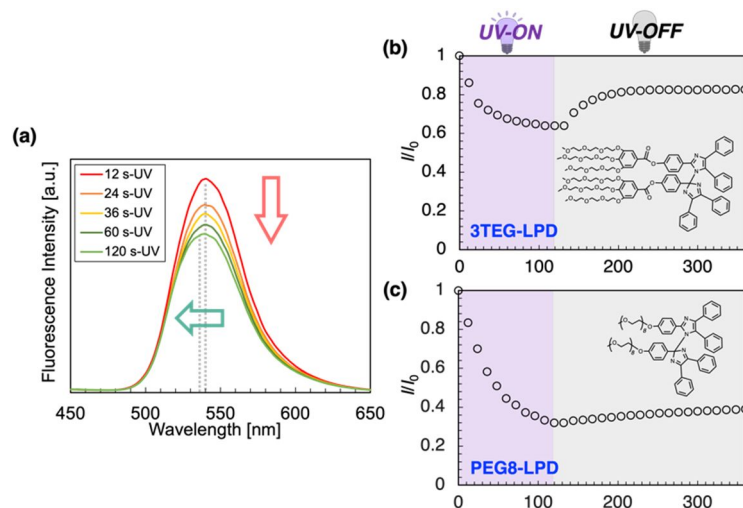 UV-ON
UV-OFF
(a)
Fluorescence Intensity [a.u.]
12 s-UV
24 s-UV
36 s-UV
60 s-UV
120 s-UV
450 500 550 600 650
Wavelength [nm]
(b)
I/I0
1
0.8
0.6
0.4
0.2
0
3TEG-LPD
0 100 200 300
(c)
I/I0
1
0.8
0.6
0.4
0.2
0
PEG8-LPD
0 100 200 300